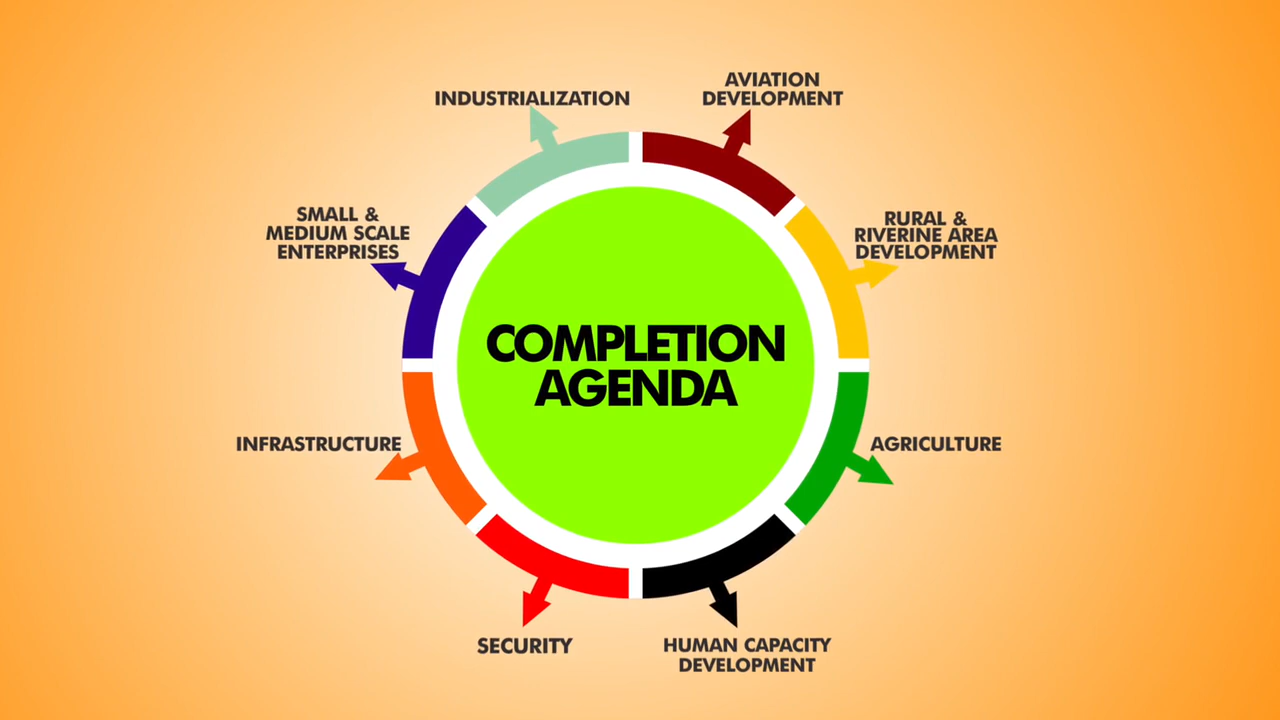 INDUSTRIALIZATION
AVIATION
DEVELOPMENT
SMALL &
MEDIUM SCALE
ENTERPRISES
RURAL &
RIVERINE AREA
DEVELOPMENT
COMPLETION
AGENDA
INFRASTRUCTURE
AGRICULTURE
SECURITY
HUMAN CAPACITY
DEVELOPMENT